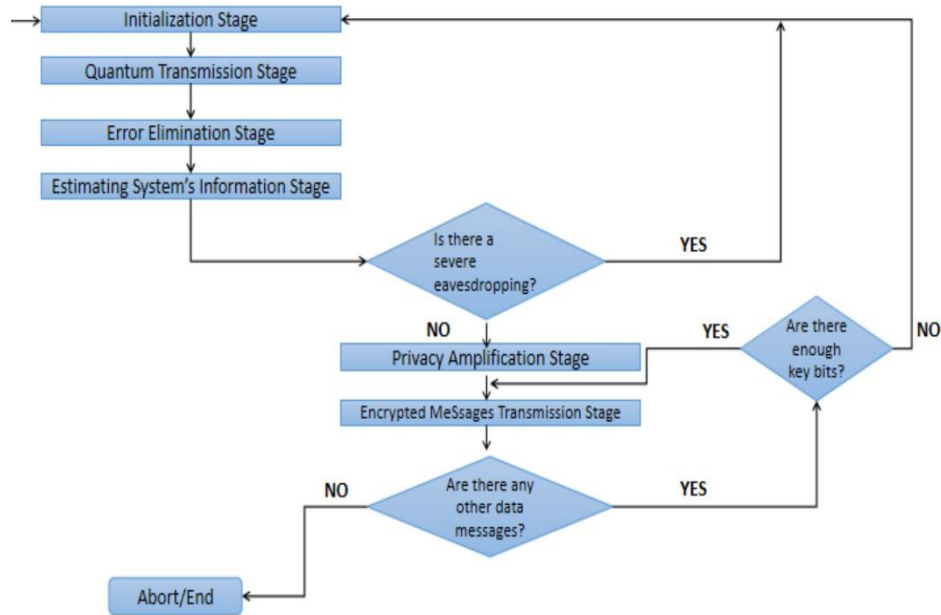 Initialization Stage
Quantum Transmission Stage
Error Elimination Stage
Estimating System's Information Stage
Is there a
severe
eavesdropping?
YES
NO
Privacy Amplification Stage
YES
Are there
enough
key bits?
NO
Encrypted MeSsages Transmission Stage
Are there any
other data
messages?
NO
YES
Abort/End